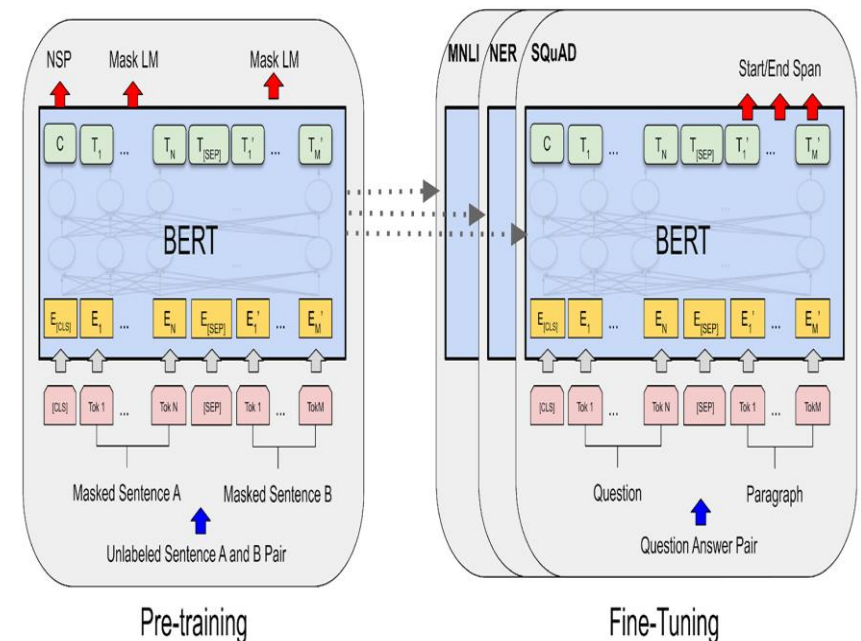 NSP Mask LM Mask LM
C T1 ... TN T[SEP] T1' ... TM'
BERT
E[CLS] E1 ... EN E[SEP] E1' ... EM'
[CLS] Tok 1 ... Tok N [SEP] Tok 1 ... TokM
Masked Sentence A Masked Sentence B
Unlabeled Sentence A and B Pair
Pre-training
MNLI NER SQuAD
Start/End Span
C T1 ... TN T[SEP] T1' ... TM'
BERT
E[CLS] E1 ... EN E[SEP] E1' ... EM'
[CLS] Tok 1 ... Tok N [SEP] Tok 1 ... TokM
Question Paragraph
Question Answer Pair
Fine-Tuning